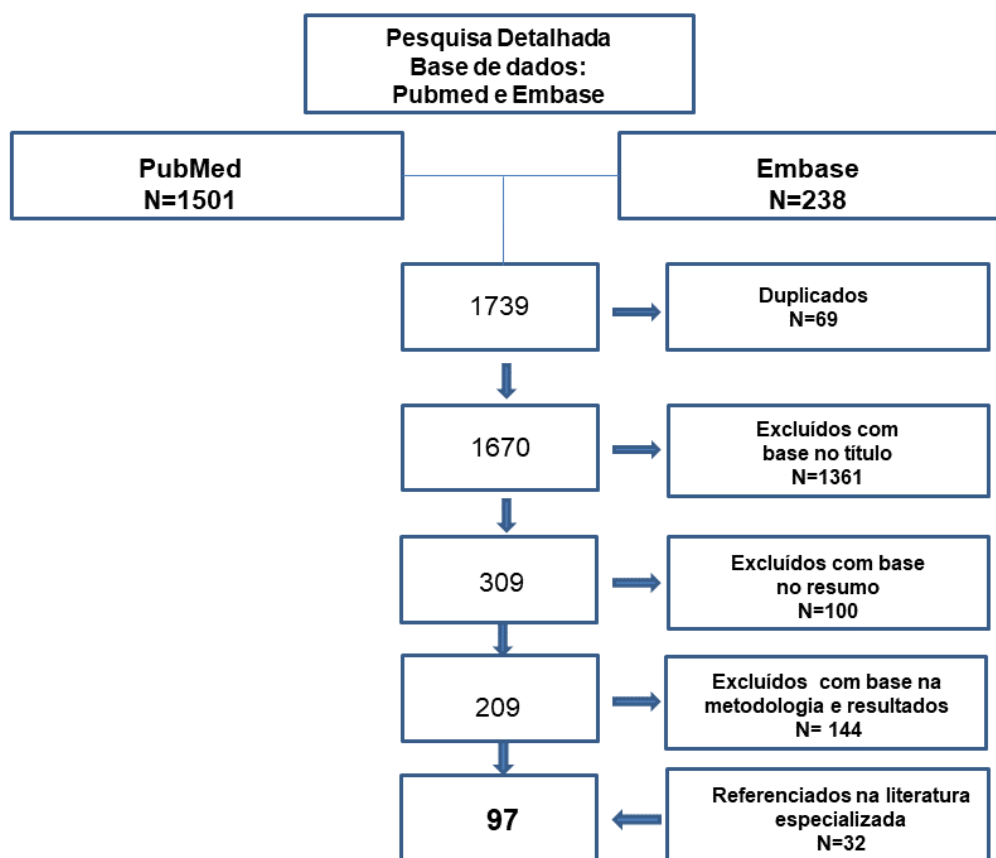 Pesquisa Detalhada
Base de dados:
Pubmed e Embase
PubMed
N=1501
Embase
N=238
1739
Duplicados
N=69
1670
Excluídos com
base no título
N=1361
309
Excluídos com base
no resumo
N=100
209
Excluídos com base na
metodologia e resultados
N= 144
97
Referenciados na literatura
especializada
N=32